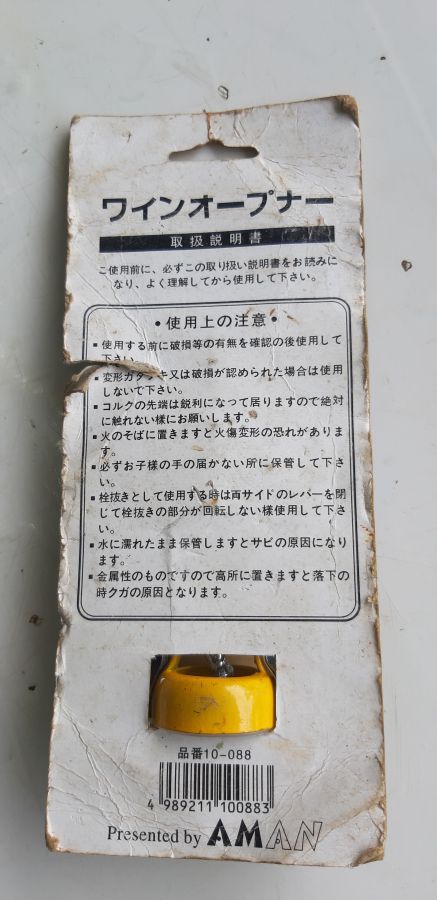 ワインオープナー
取扱説明書
ご使用前に、必ずこの取り扱い説明書をお読みに
なり、よく理解してから使用して下さい。
•使用上の注意•
▪使用する前に破損等の有無を確認の後使用して
下さい。
▪変形ガタツキ又は破損が認められた場合は使用
しないで下さい。
▪コルクの先端は鋭利になって居りますので絶対
に触れない様にお願いします。
▪火のそばに置きますと火傷変形の恐れがありま
す。
▪必ずお子様の手の届かない所に保管して下さ
い。
▪栓抜きとして使用する時は両サイドのレバーを閉
じて栓抜きの部分が回転しない様使用して下さ
い。
▪水に濡れたまま保管しますとサビの原因になり
ます。
▪金属性のものですので高所に置きますと落下の
時ケガの原因となります。
品番10-088
4 989211 100883
Presented by AMAN